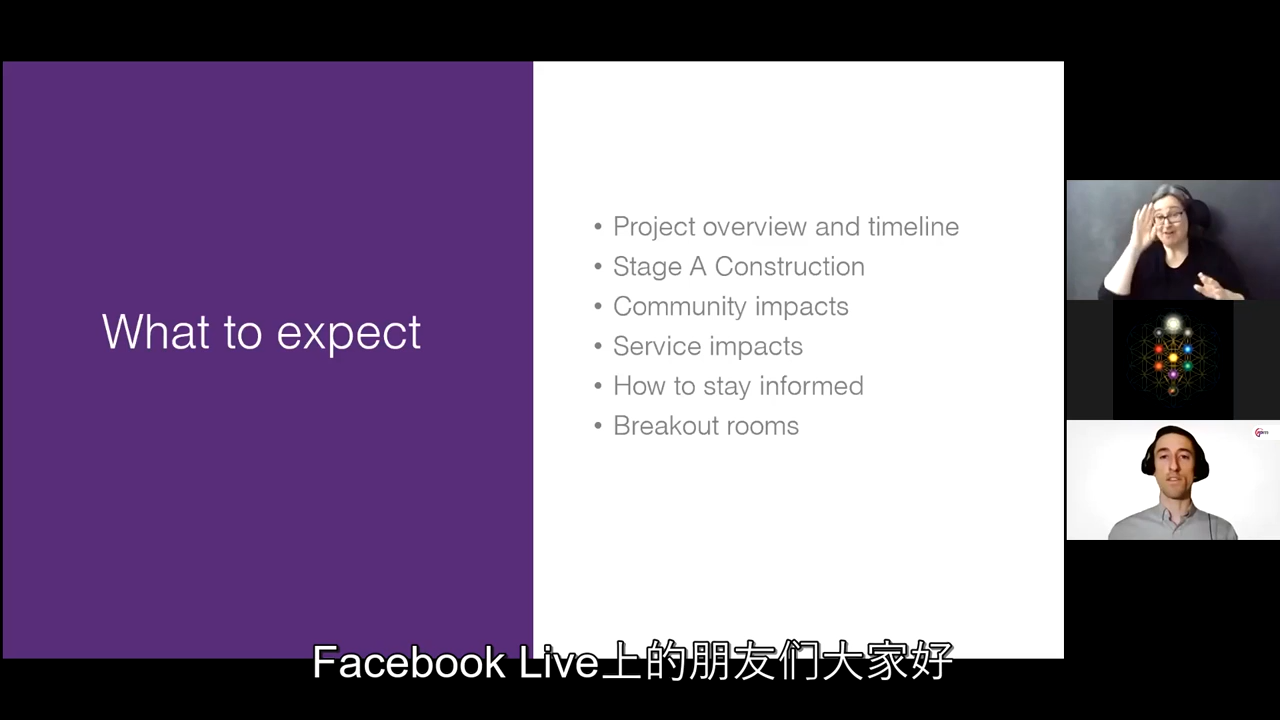 What to expect
• Project overview and timeline
• Stage A Construction
• Community impacts
• Service impacts
• How to stay informed
• Breakout rooms
Facebook Live上的朋友们大家好